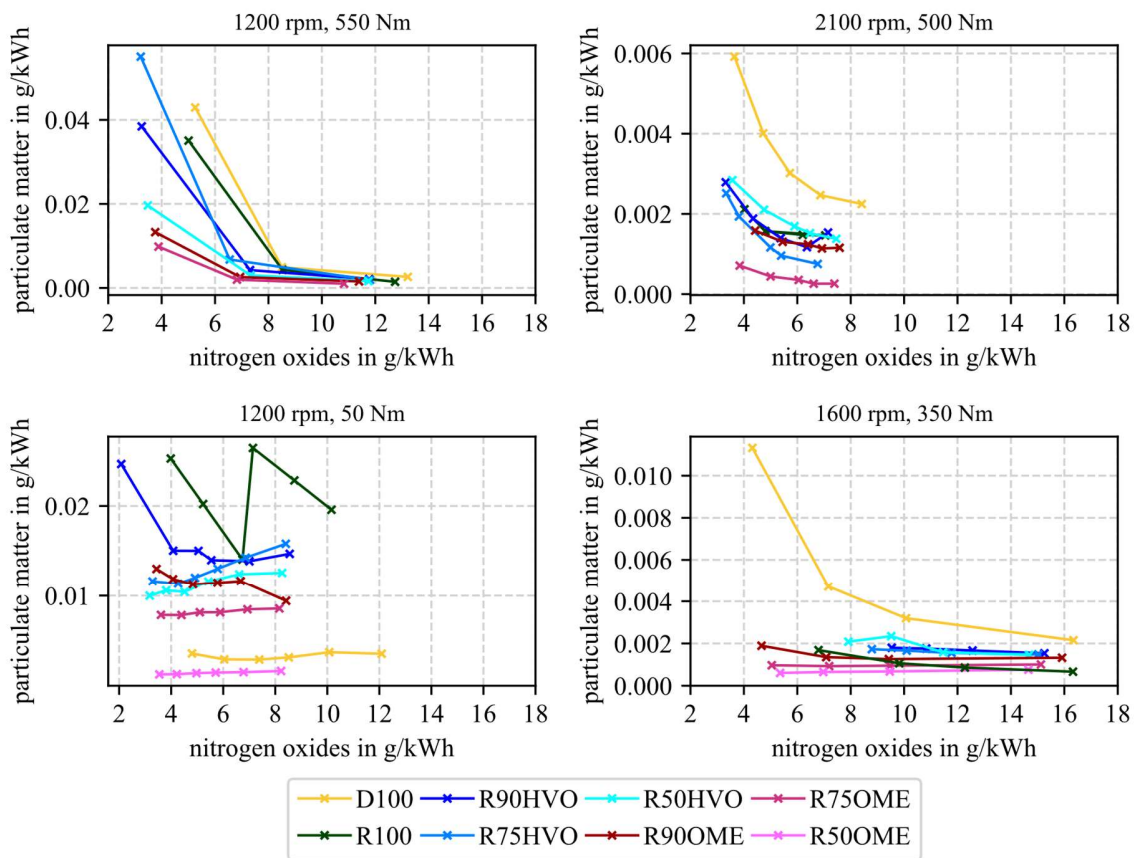 1200 rpm, 550 Nm
particulate matter in g/kWh
0.04
0.02
0.00
2 4 6 8 10 12 14 16 18
nitrogen oxides in g/kWh
2100 rpm, 500 Nm
particulate matter in g/kWh
0.006
0.004
0.002
0.000
2 4 6 8 10 12 14 16 18
nitrogen oxides in g/kWh
1200 rpm, 50 Nm
particulate matter in g/kWh
0.02
0.01
2 4 6 8 10 12 14 16 18
nitrogen oxides in g/kWh
1600 rpm, 350 Nm
particulate matter in g/kWh
0.010
0.008
0.006
0.004
0.002
0.000
2 4 6 8 10 12 14 16 18
nitrogen oxides in g/kWh
D100 R90HVO R50HVO R75OME
R100 R75HVO R90OME R50OME